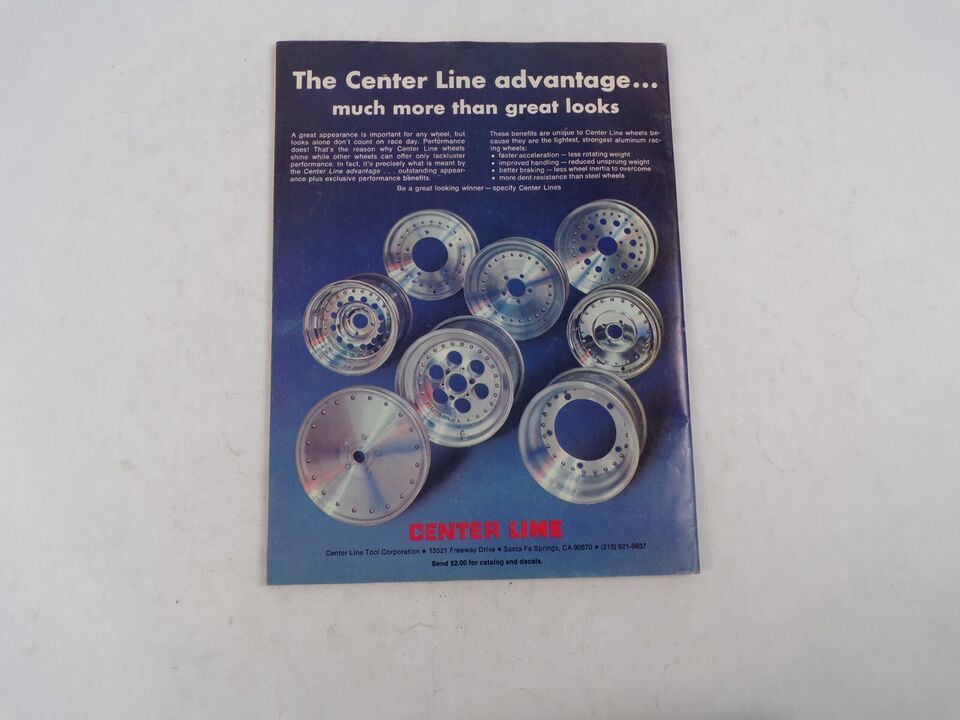 The Center Line advantage...
much more than great looks
A great appearance is important for any wheel, but
looks alone don't count on race day. Performance
does! That's the reason why Center Line wheels
shine while other wheels can offer only lackluster
performance. In fact, it's precisely what is meant by
the Center Line advantage . . . outstanding appear-
ance plus exclusive performance benefits.
These benefits are unique to Center Line wheels be-
cause they are the lightest, strongest aluminum rac-
ing wheels:
• faster acceleration — less rotating weight
• improved handling — reduced unsprung weight
• better braking — less wheel inertia to overcome
• more dent resistance than steel wheels
Be a great looking winner — specify Center Lines
CENTER LINE
Center Line Tool Corporation • 13521 Freeway Drive • Santa Fe Springs, CA 90670 • (213) 921-9637
Send $2.00 for catalog and decals.